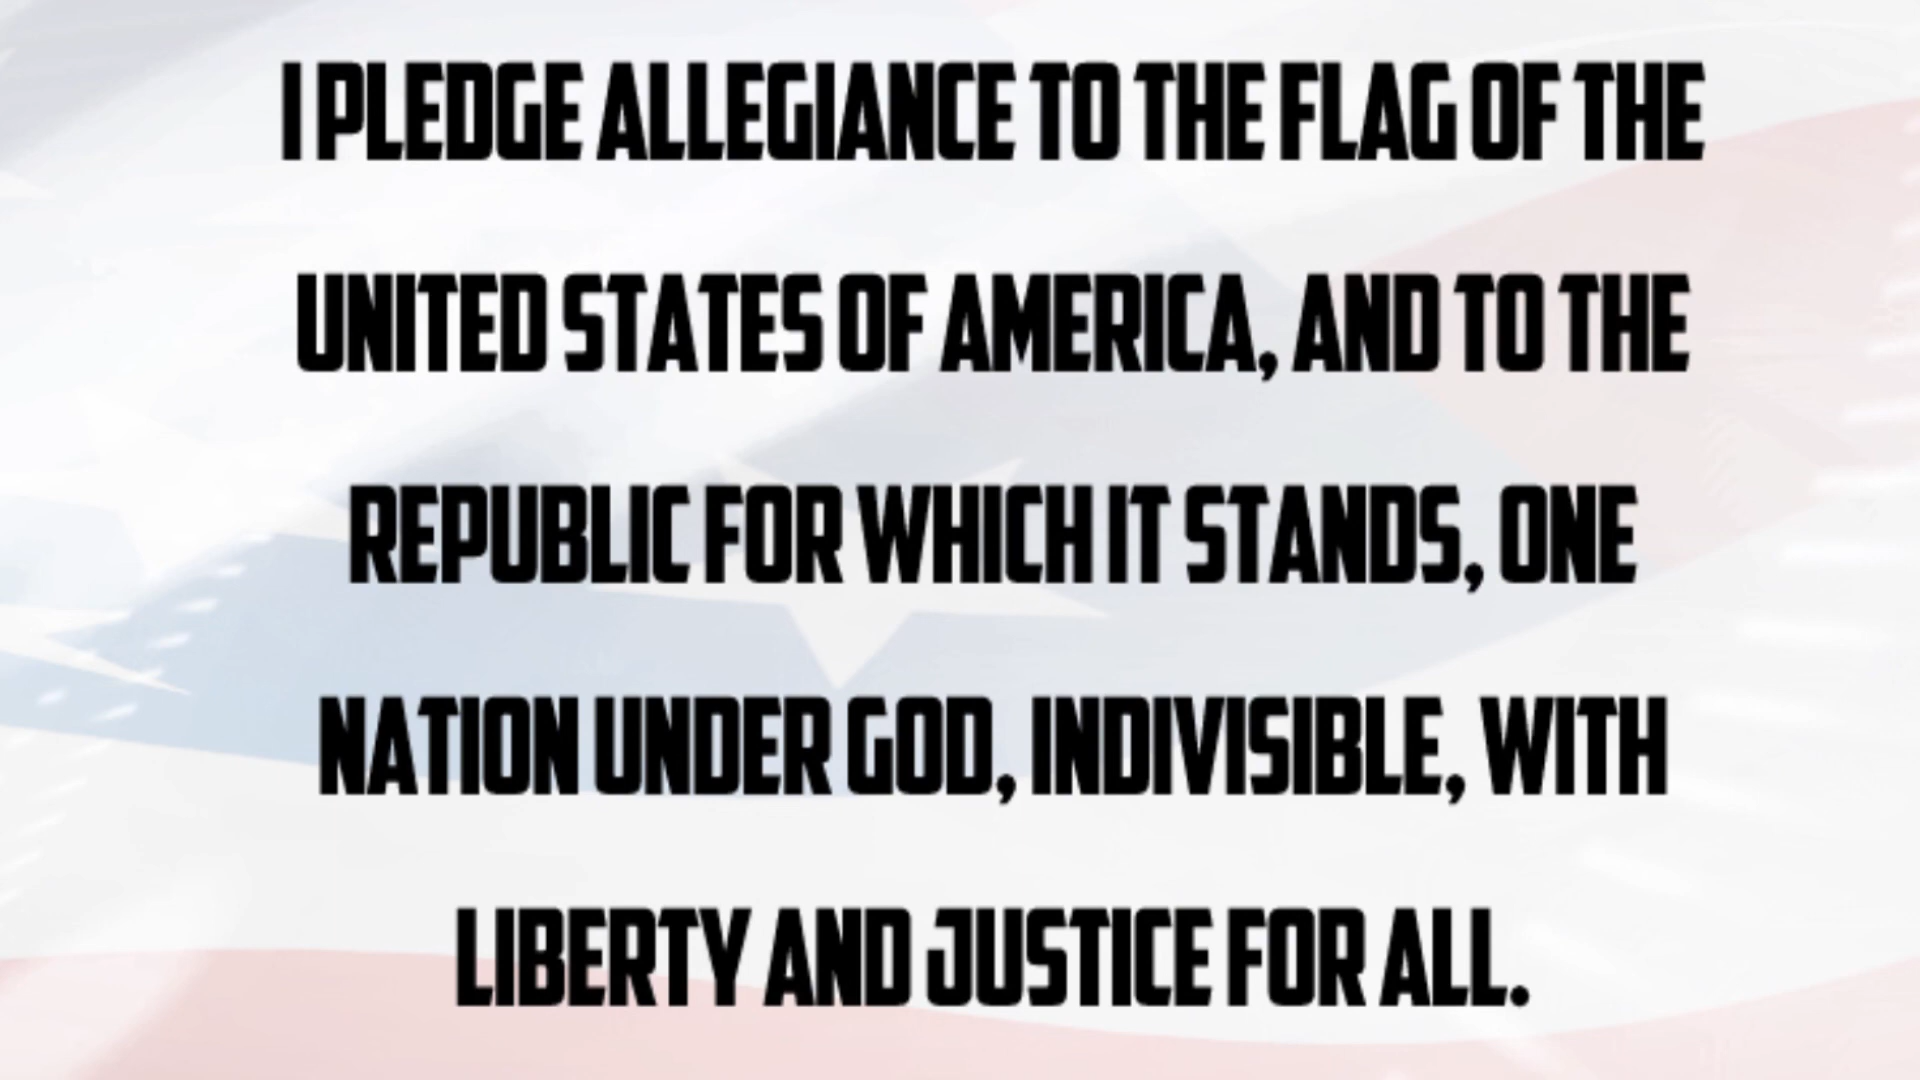 I PLEDGE ALLEGIANCE TO THE FLAG OF THE
UNITED STATES OF AMERICA, AND TO THE
REPUBLIC FOR WHICH IT STANDS, ONE
NATION UNDER GOD, INDIVISIBLE, WITH
LIBERTY AND JUSTICE FOR ALL.